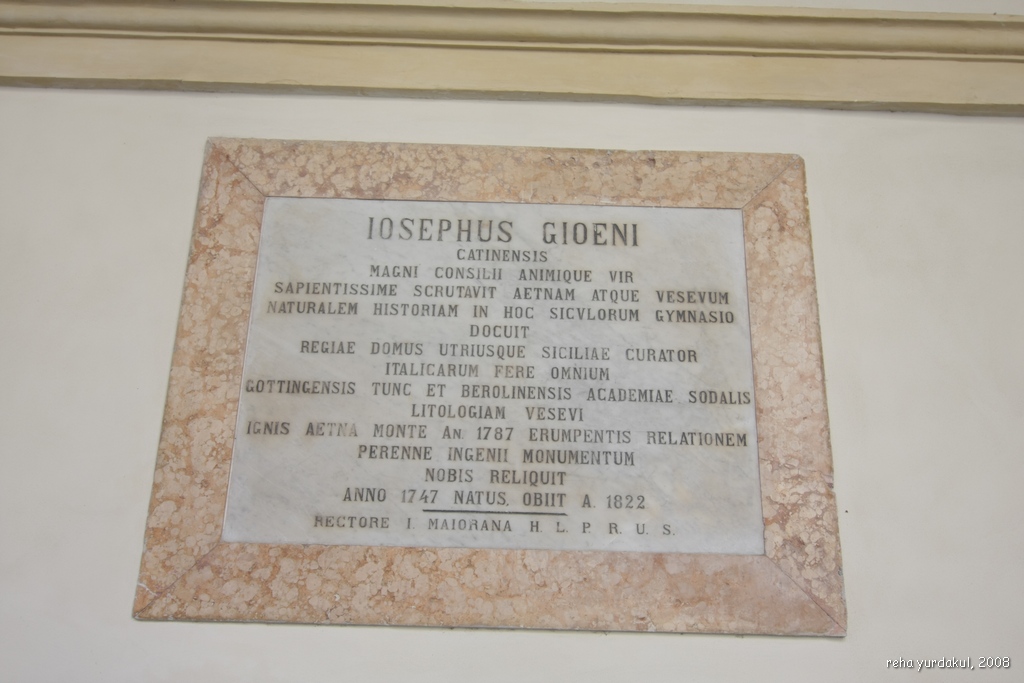 IOSEPHUS GIOENI
CATINENSIS
MAGNI CONSILII ANIMIQUE VIR
SAPIENTISSIME SCRUTAVIT AETNAM ATQUE VESEVUM
NATURALEM HISTORIAM IN HOC SICVLORUM GYMNASIO
DOCUIT
REGIAE DOMUS UTRIUSQUE SICILIAE CURATOR
ITALICARUM FERE OMNIUM
GOTTINGENSIS TUNC ET BEROLINENSIS ACADEMIAE SODALIS
LITOLOGIAM VESEVI
IGNIS AETNA MONTE AN. 1787 ERUMPENTIS RELATIONEM
PERENNE INGENII MONUMENTUM
NOBIS RELIQUIT
ANNO 1747 NATUS, OBIIT A. 1822
RECTORE I. MAIORANA H. L. P. R. U. S.
reha yurdakul, 2008